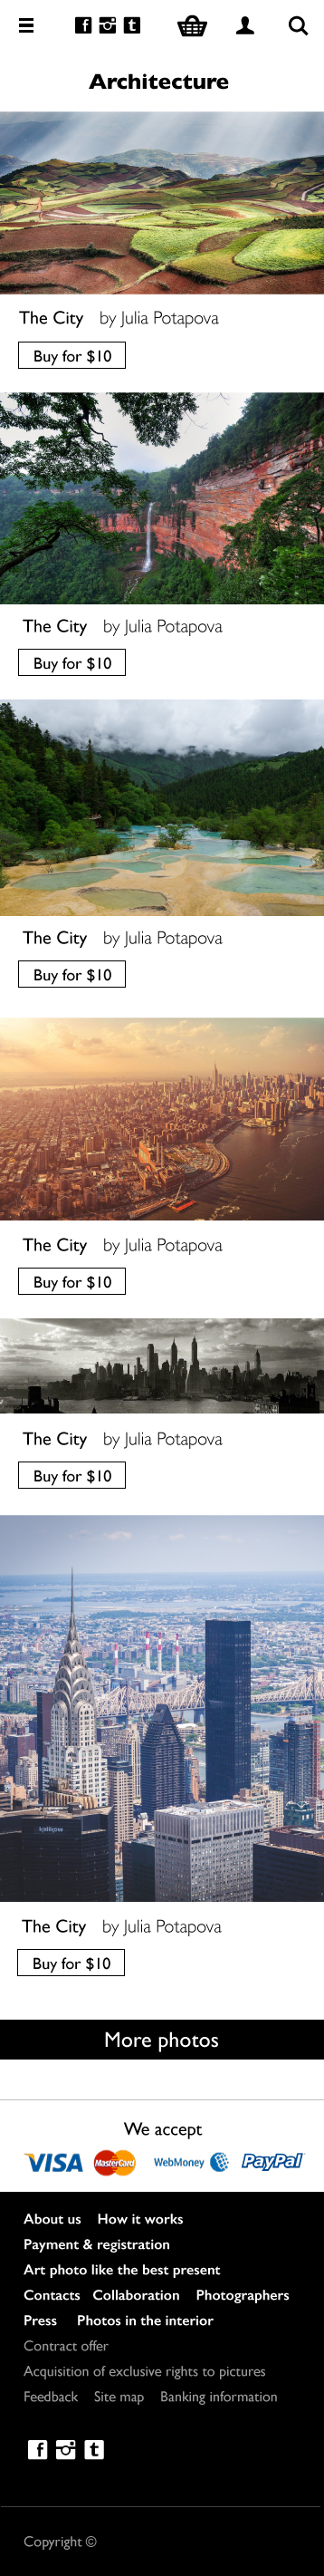 Architecture
The City by Julia Potapova
Buy for $10
The City by Julia Potapova
Buy for $10
The City by Julia Potapova
Buy for $10
The City by Julia Potapova
Buy for $10
The City by Julia Potapova
Buy for $10
The City by Julia Potapova
Buy for $10
More photos
We accept
VISA MasterCard WebMoney PayPal
About us How it works
Payment & registration
Art photo like the best present
Contacts Collaboration Photographers
Press Photos in the interior
Contract offer
Acquisition of exclusive rights to pictures
Feedback Site map Banking information
Copyright ©